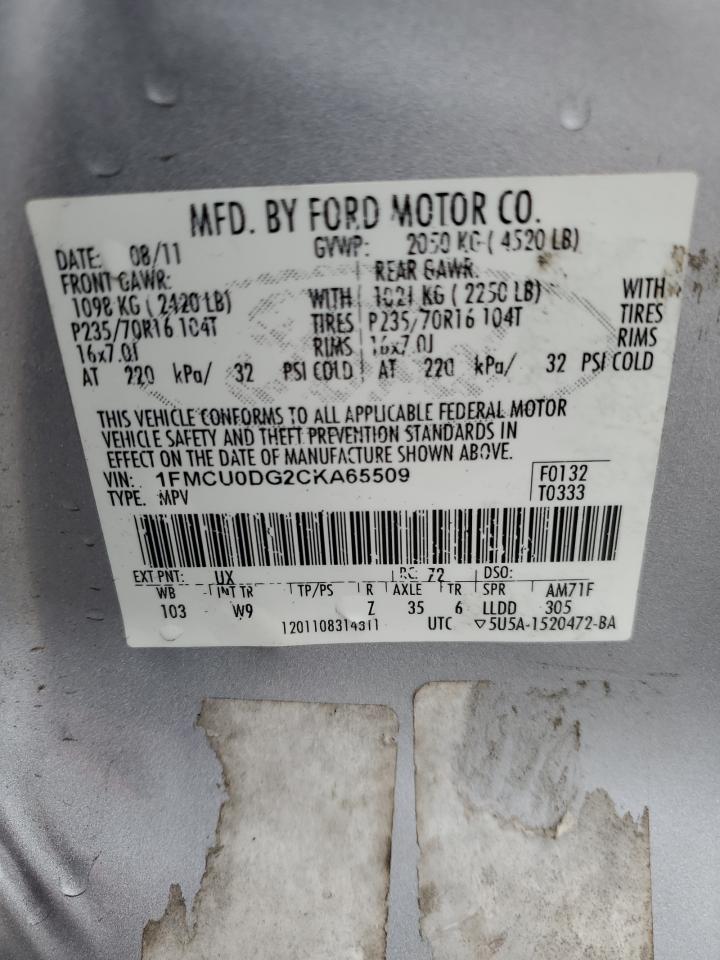 MFD. BY FORD MOTOR CO.
DATE: 08/11 GVWP: 2050 KG ( 4520 LB)
FRONT GAWR: REAR GAWR:
1098 KG ( 2420 LB) WITH 1021 KG ( 2250 LB) WITH
P235/70R16 104T TIRES P235/70R16 104T TIRES
16x7.0J RIMS 16x7.0J RIMS
AT 220 kPa/ 32 PSI COLD AT 220 kPa/ 32 PSI COLD
THIS VEHICLE CONFORMS TO ALL APPLICABLE FEDERAL MOTOR
VEHICLE SAFETY AND THEFT PREVENTION STANDARDS IN
EFFECT ON THE DATE OF MANUFACTURE SHOWN ABOVE.
VIN: 1FMCU0DG2CKA65509 F0132
TYPE: MPV T0333
EXT PNT: UX RC: 72 DSO:
WB INT TR TP/PS R AXLE TR SPR AM71F
103 W9 Z 35 6 LLDD 305
1201108314311 UTC ▽5U5A-1520472-BA